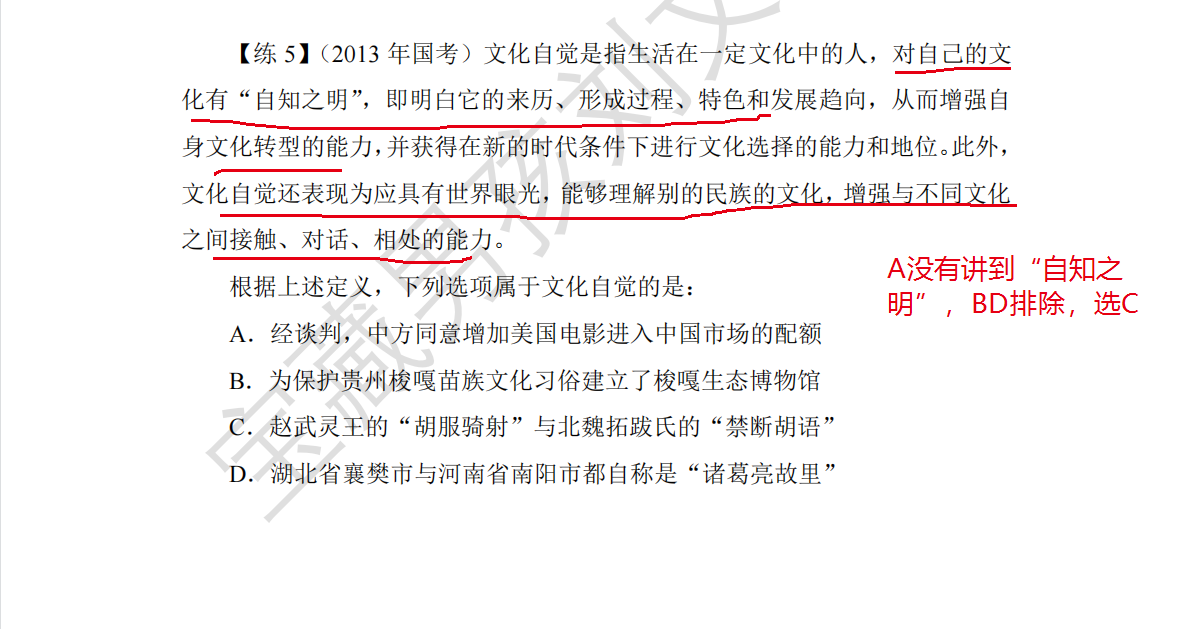 【练 5】（2013 年国考）文化自觉是指生活在一定文化中的人，对自己的文
化有“自知之明”，即明白它的来历、形成过程、特色和发展趋向，从而增强自
身文化转型的能力，并获得在新的时代条件下进行文化选择的能力和地位。此外，
文化自觉还表现为应具有世界眼光，能够理解别的民族的文化，增强与不同文化
之间接触、对话、相处的能力。
根据上述定义，下列选项属于文化自觉的是：
A．经谈判，中方同意增加美国电影进入中国市场的配额
B．为保护贵州梭嘎苗族文化习俗建立了梭嘎生态博物馆
C．赵武灵王的“胡服骑射”与北魏拓跋氏的“禁断胡语”
D．湖北省襄樊市与河南省南阳市都自称是“诸葛亮故里”
A没有讲到“自知之
明”，BD排除，选C
宝藏男孩刘文